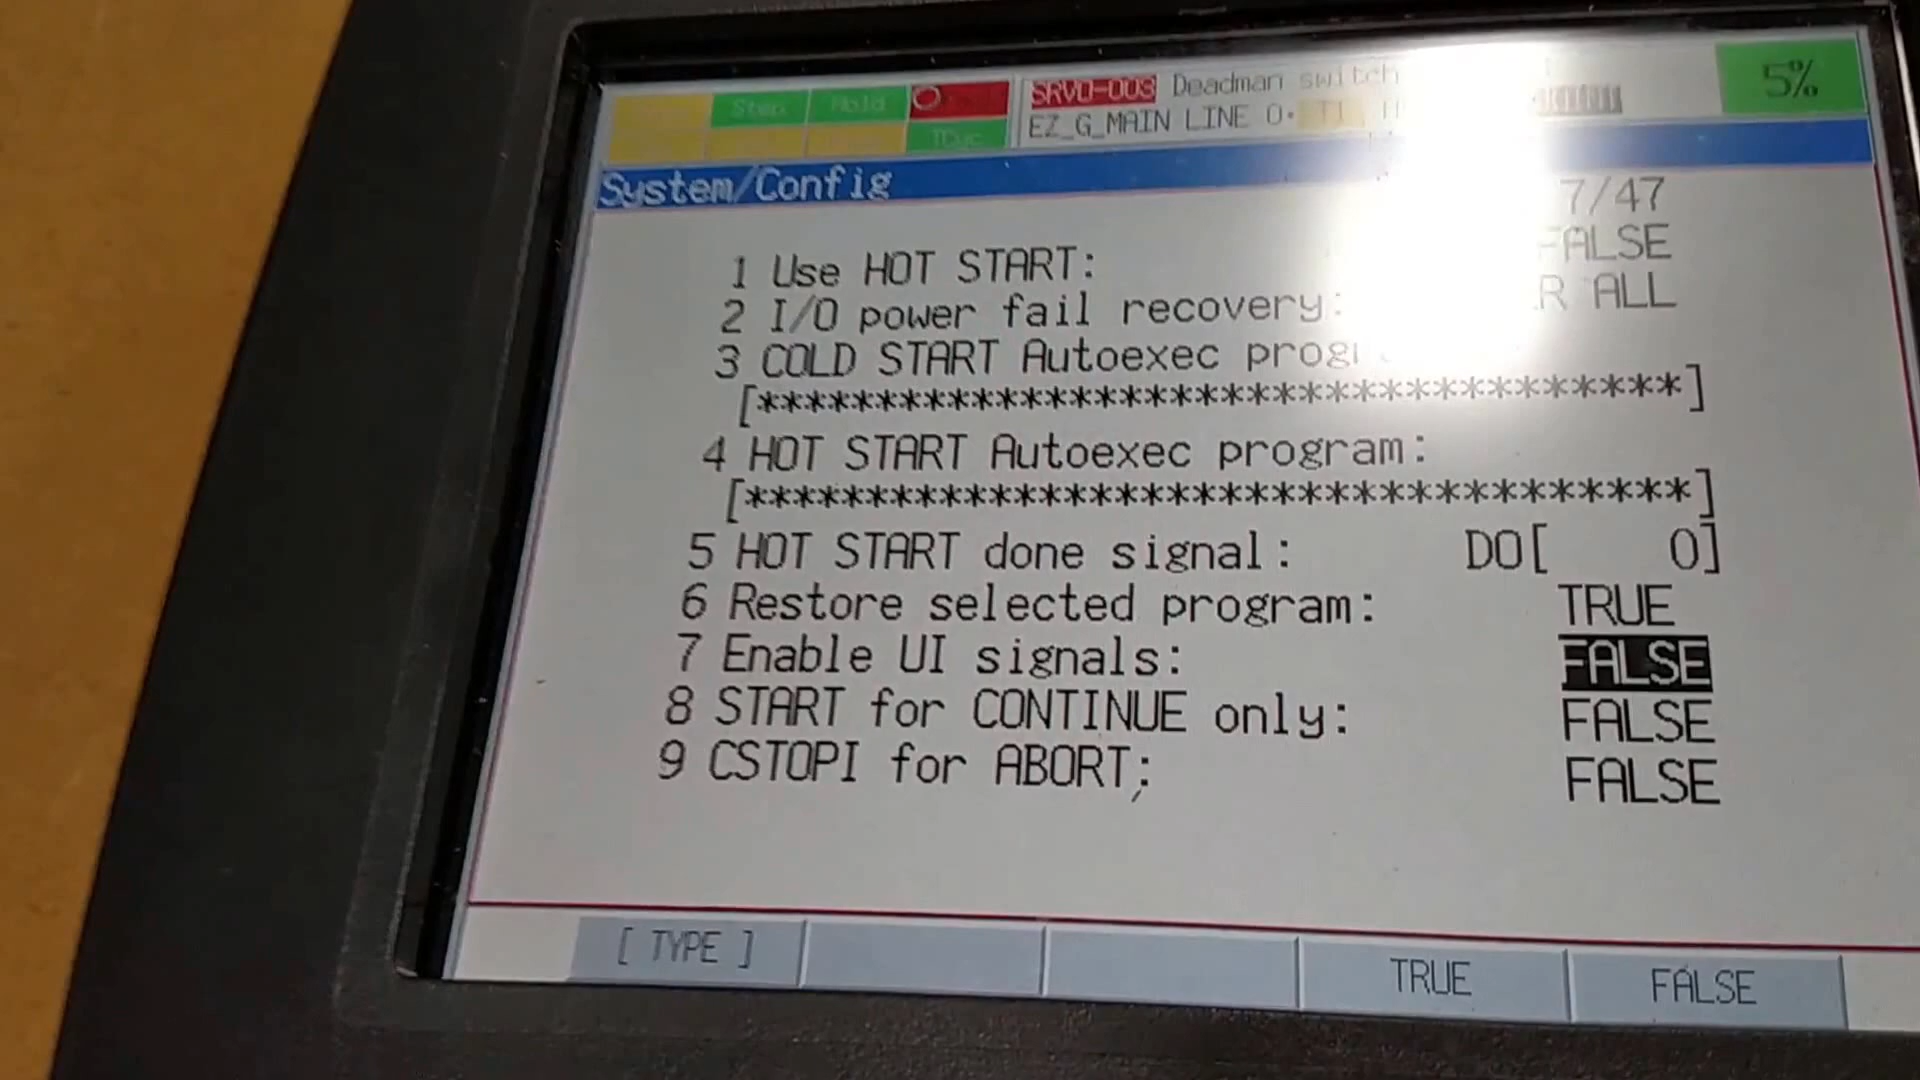 Step Hold SRVO-003 Deadman switch 5%
EZ_G_MAIN LINE 0 T1
System/Config
7/47
1 Use HOT START: FALSE
2 I/O power fail recovery: ALL
3 COLD START Autoexec
[**************************************]
4 HOT START Autoexec program:
[***************************************]
5 HOT START done signal: DO[ 0]
6 Restore selected program: TRUE
7 Enable UI signals: FALSE
8 START for CONTINUE only: FALSE
9 CSTOPI for ABORT; FALSE
[ TYPE ] TRUE FALSE